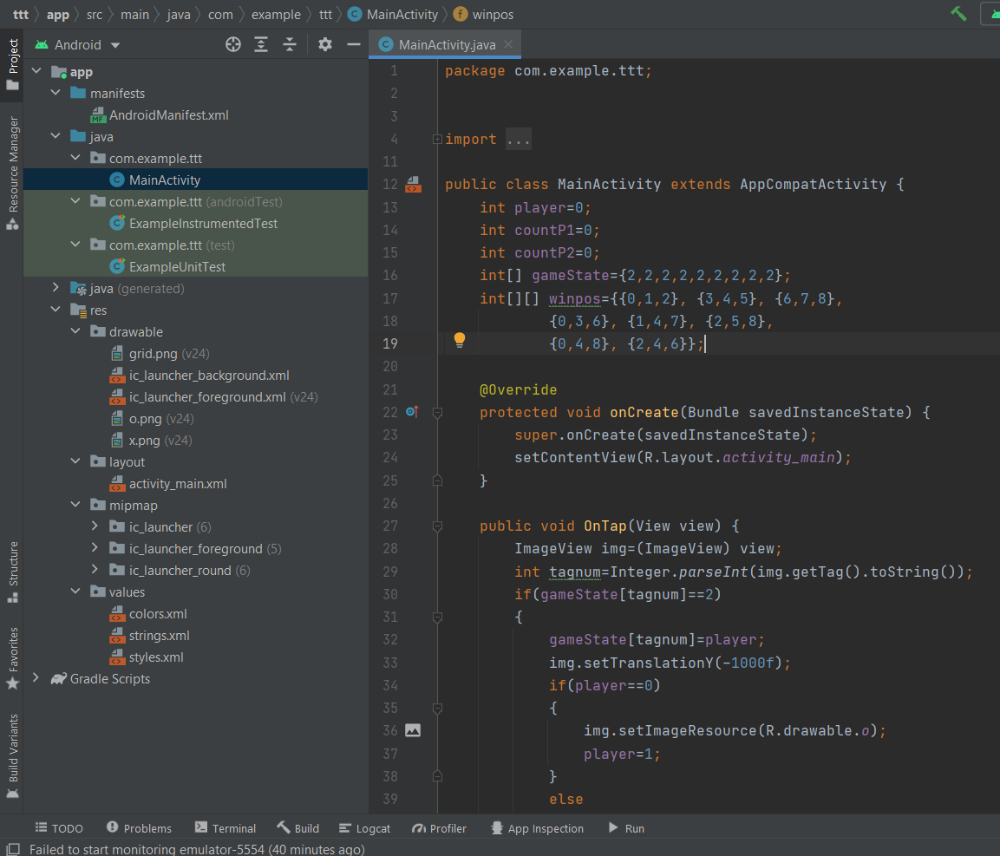 ttt app src main java com example ttt MainActivity winpos
Project
Resource Manager
Structure
Favorites
Build Variants
Android
app
manifests
AndroidManifest.xml
java
com.example.ttt
MainActivity
com.example.ttt (androidTest)
ExampleInstrumentedTest
com.example.ttt (test)
ExampleUnitTest
java (generated)
res
drawable
grid.png (v24)
ic_launcher_background.xml
ic_launcher_foreground.xml (v24)
o.png (v24)
x.png (v24)
layout
activity_main.xml
mipmap
ic_launcher (6)
ic_launcher_foreground (5)
ic_launcher_round (6)
values
colors.xml
strings.xml
styles.xml
Gradle Scripts
MainActivity.java
1 package com.example.ttt;
2
3
4 import ...
11
12 public class MainActivity extends AppCompatActivity {
13 int player=0;
14 int countP1=0;
15 int countP2=0;
16 int[] gameState={2,2,2,2,2,2,2,2,2};
17 int[][] winpos={{0,1,2}, {3,4,5}, {6,7,8},
18 {0,3,6}, {1,4,7}, {2,5,8},
19 {0,4,8}, {2,4,6}};
20
21 @Override
22 protected void onCreate(Bundle savedInstanceState) {
23 super.onCreate(savedInstanceState);
24 setContentView(R.layout.activity_main);
25 }
26
27 public void OnTap(View view) {
28 ImageView img=(ImageView) view;
29 int tagnum=Integer.parseInt(img.getTag().toString());
30 if(gameState[tagnum]==2)
31 {
32 gameState[tagnum]=player;
33 img.setTranslationY(-1000f);
34 if(player==0)
35 {
36 img.setImageResource(R.drawable.o);
37 player=1;
38 }
39 else
TODO Problems Terminal Build Logcat Profiler App Inspection Run
Failed to start monitoring emulator-5554 (40 minutes ago)